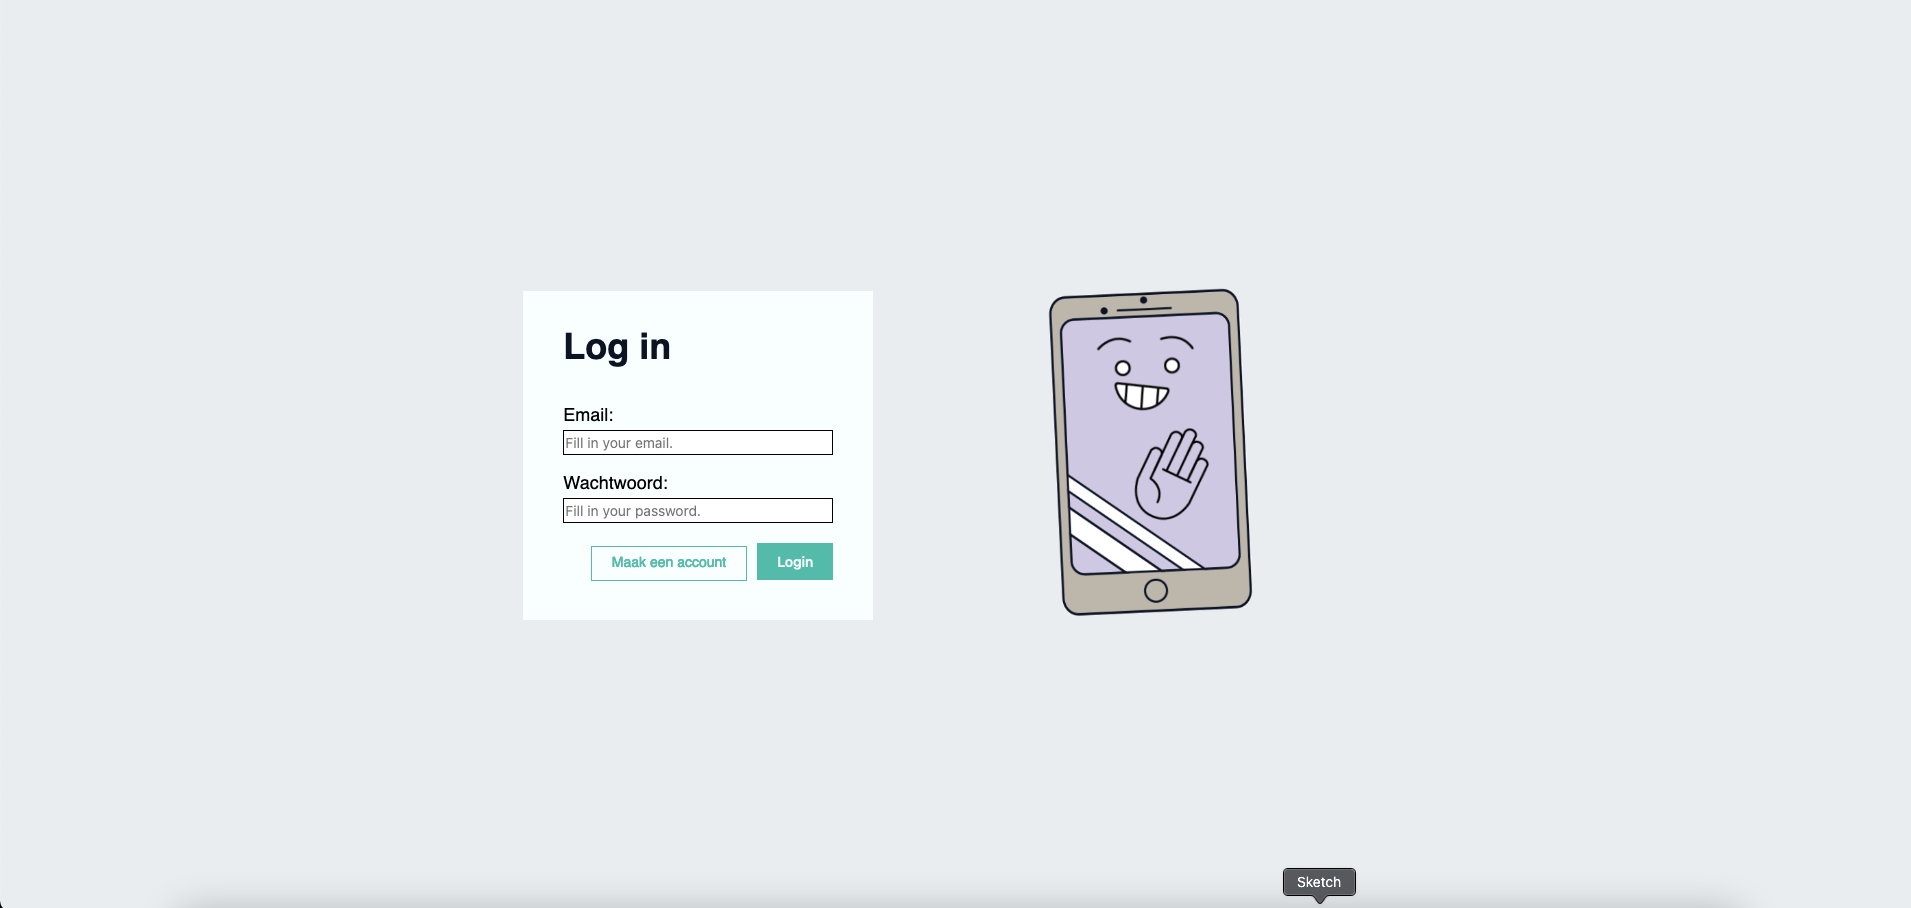 Log in
Email:
Fill in your email.
Wachtwoord:
Fill in your password.
Maak een account
Login
Sketch